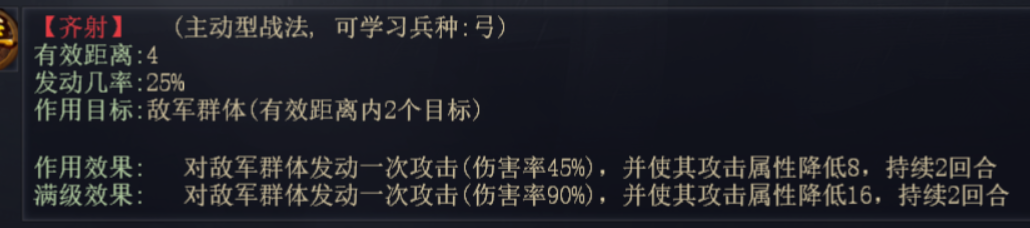 【齐射】 (主动型战法, 可学习兵种:弓)
有效距离:4
发动几率:25%
作用目标:敌军群体(有效距离内2个目标)
作用效果: 对敌军群体发动一次攻击(伤害率45%), 并使其攻击属性降低8, 持续2回合
满级效果: 对敌军群体发动一次攻击(伤害率90%), 并使其攻击属性降低16, 持续2回合